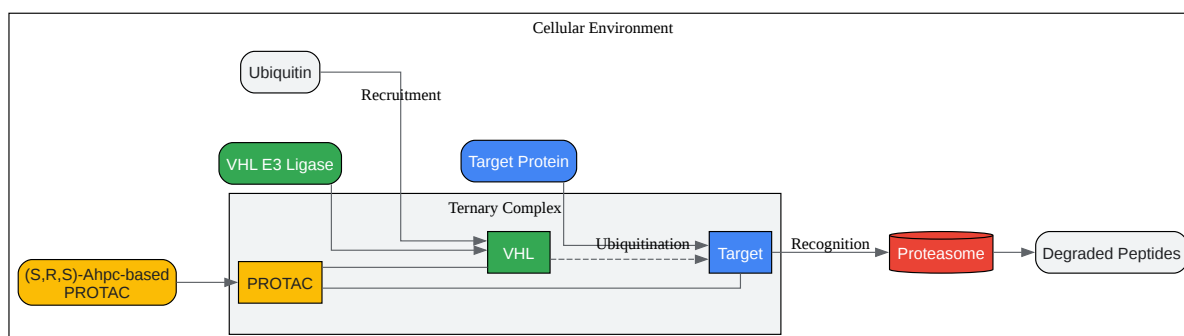 Cellular Environment
Ubiquitin
Recruitment
VHL E3 Ligase
Target Protein
Ternary Complex
VHL
Ubiquitination
Target
Recognition
Proteasome
Degraded Peptides
(S,R,S)-Ahpc-based
PROTAC
PROTAC